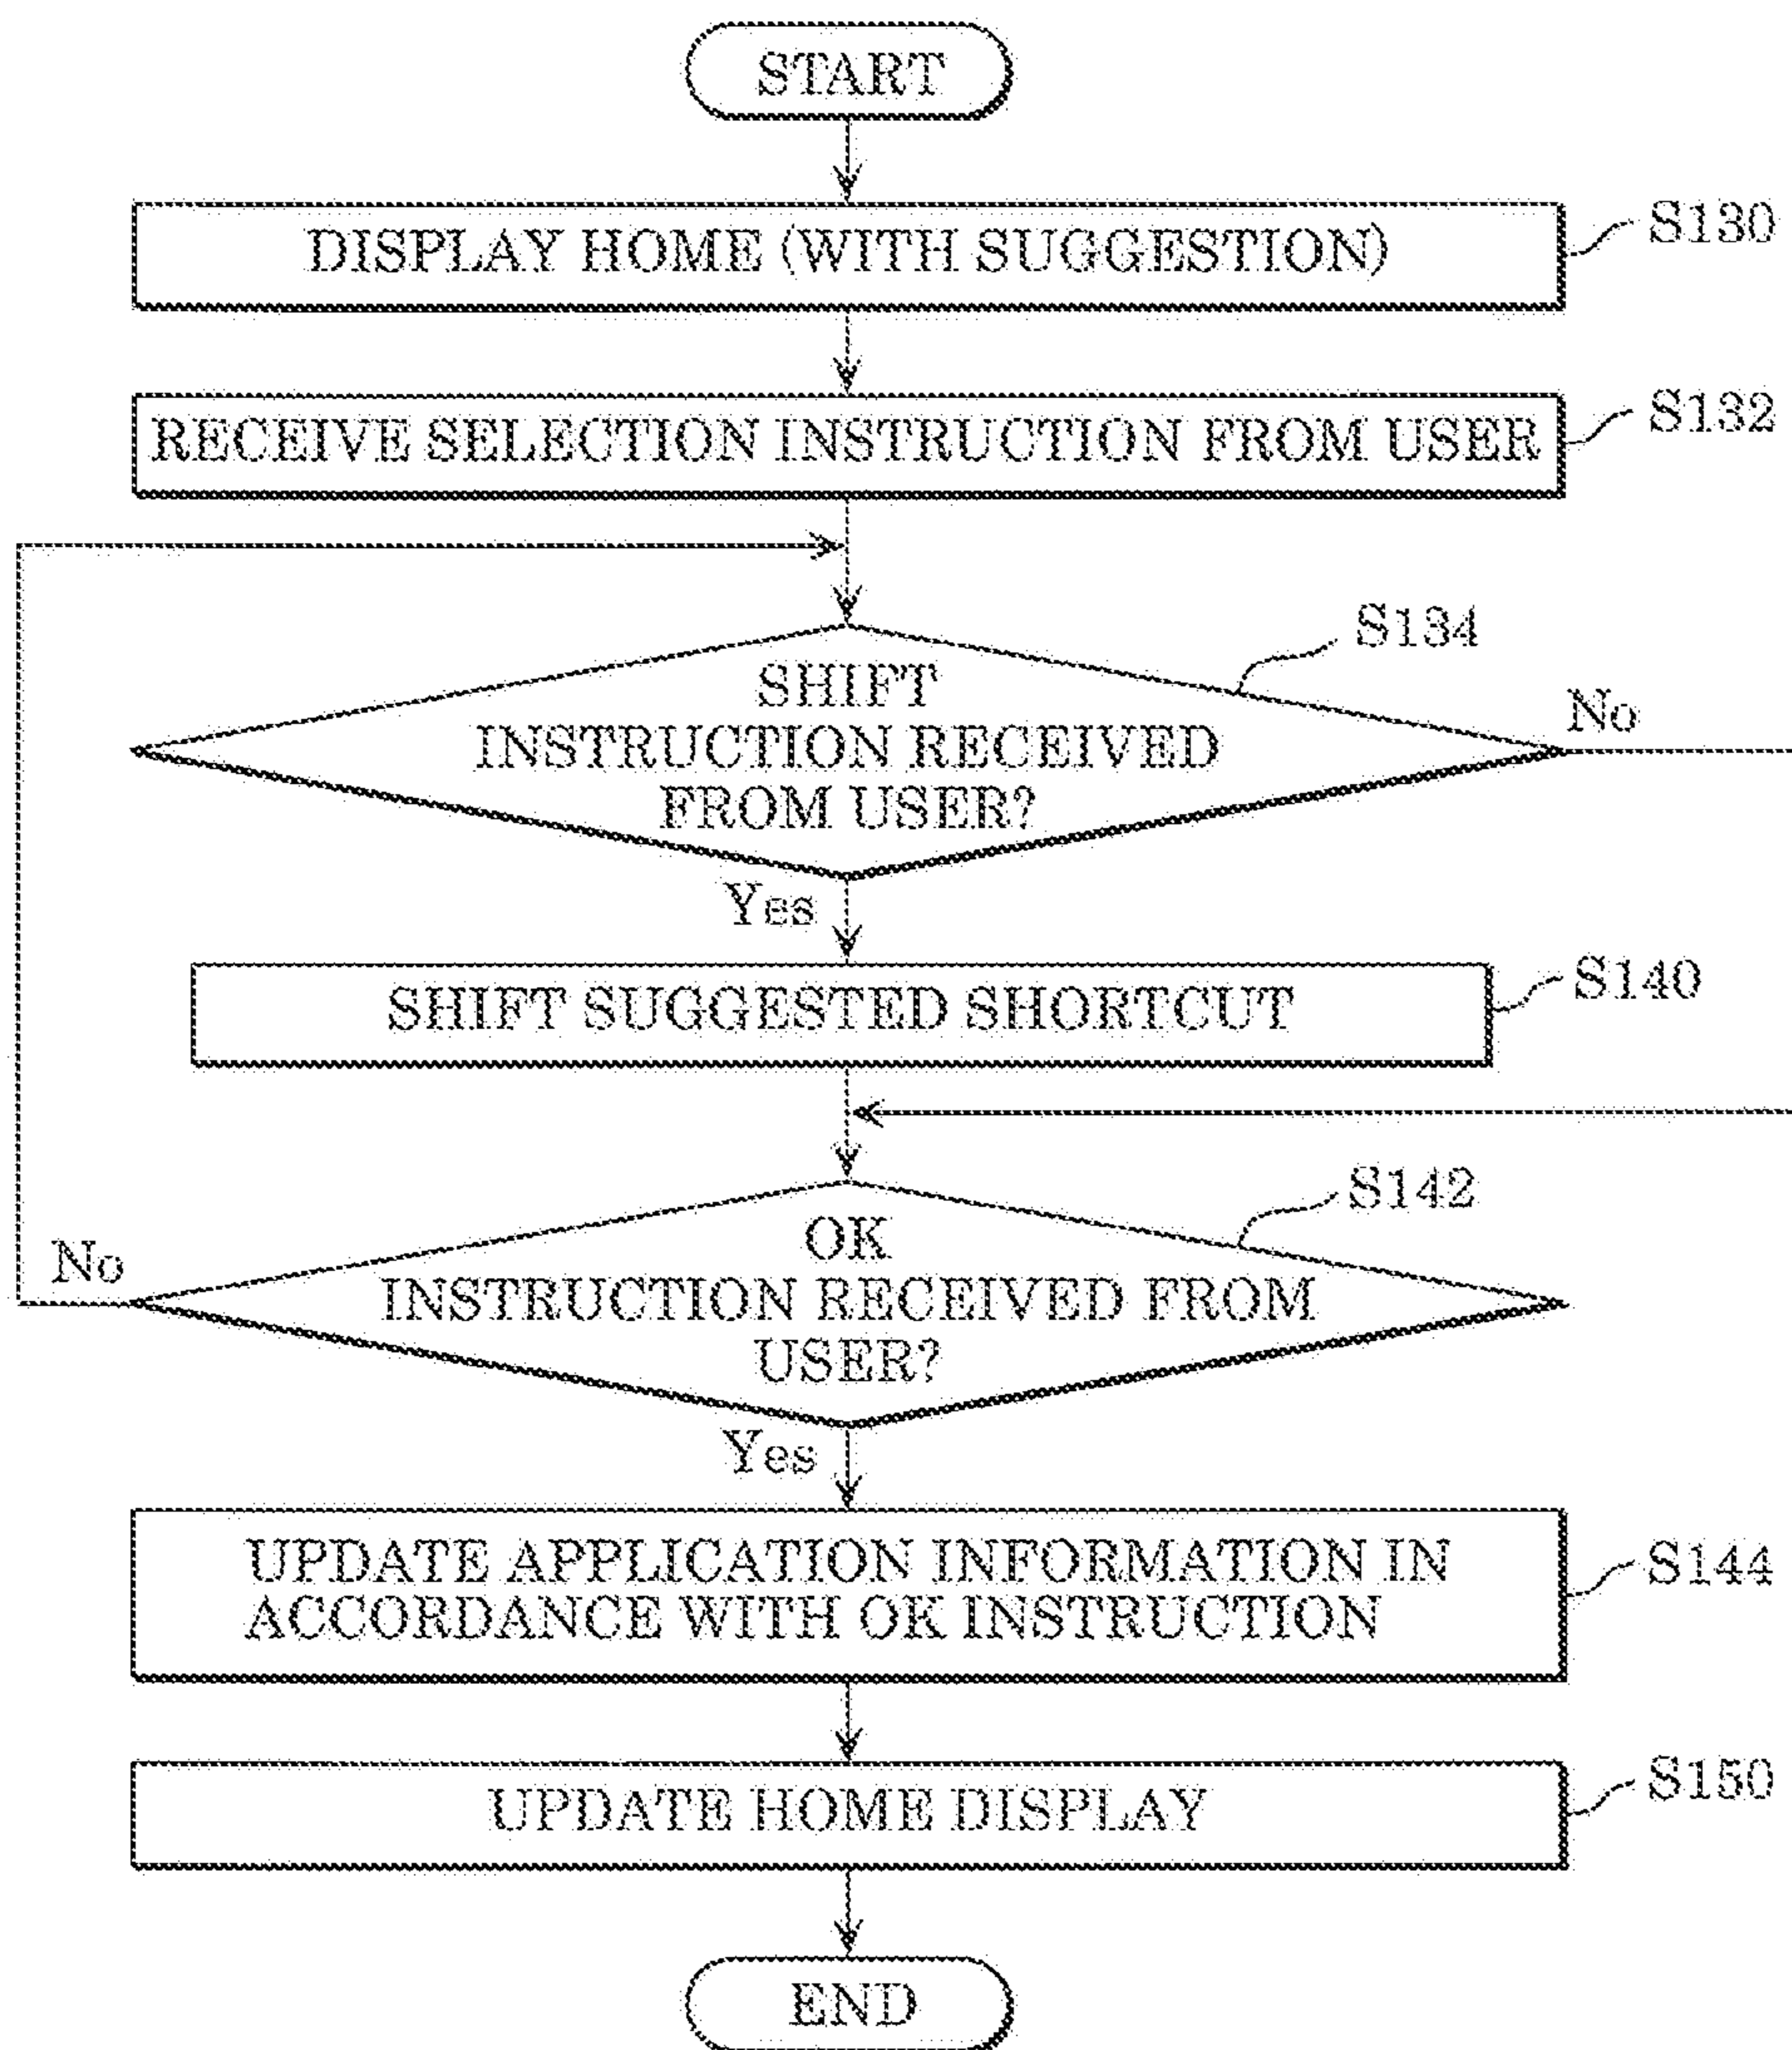 START
DISPLAY HOME (WITH SUGGESTION)
S130
RECEIVE SELECTION INSTRUCTION FROM USER
S132
S134
SHIFT
INSTRUCTION RECEIVED
FROM USER?
No
Yes
SHIFT SUGGESTED SHORTCUT
S140
S142
OK
INSTRUCTION RECEIVED FROM
USER?
No
Yes
UPDATE APPLICATION INFORMATION IN
ACCORDANCE WITH OK INSTRUCTION
S144
UPDATE HOME DISPLAY
S150
END